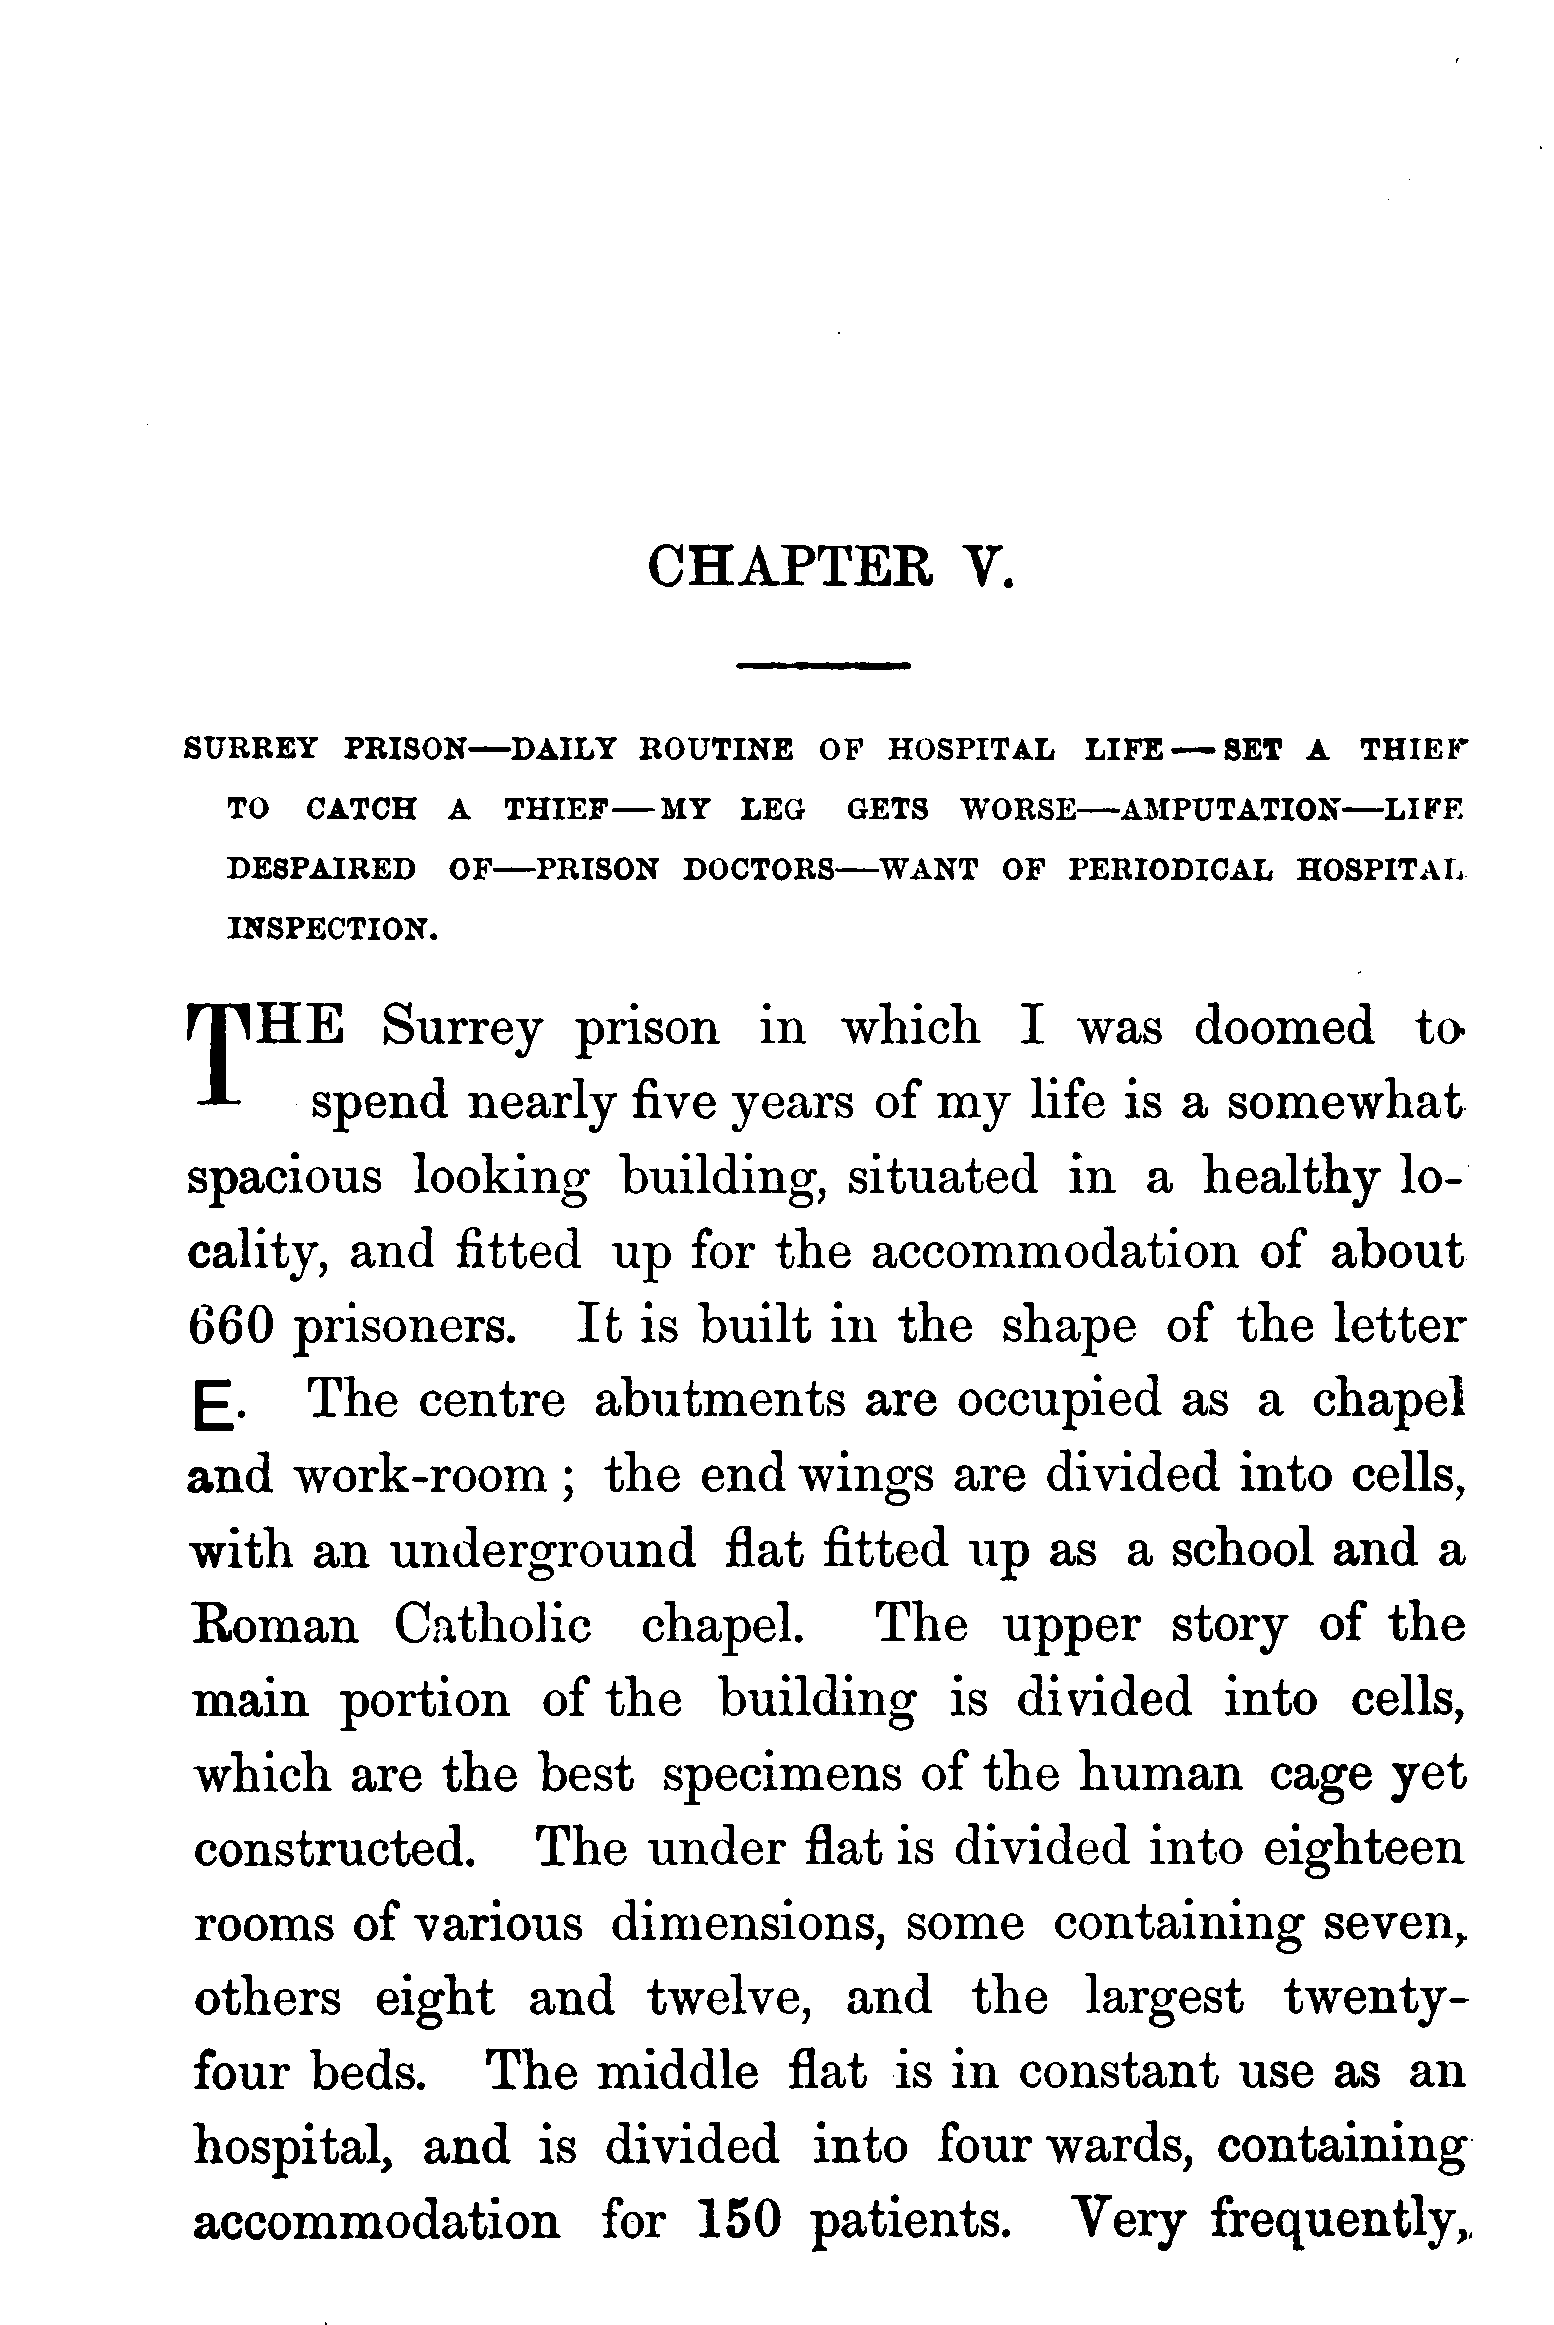 CHAPTER V.
SURREY PRISON—DAILY ROUTINE OF HOSPITAL LIFE—SET A THIEF
TO CATCH A THIEF—MY LEG GETS WORSE—AMPUTATION—LIFE
DESPAIRED OF—PRISON DOCTORS—WANT OF PERIODICAL HOSPITAL
INSPECTION.
THE Surrey prison in which I was doomed to
spend nearly five years of my life is a somewhat
spacious looking building, situated in a healthy lo-
cality, and fitted up for the accommodation of about
660 prisoners. It is built in the shape of the letter
E. The centre abutments are occupied as a chapel
and work-room ; the end wings are divided into cells,
with an underground flat fitted up as a school and a
Roman Catholic chapel. The upper story of the
main portion of the building is divided into cells,
which are the best specimens of the human cage yet
constructed. The under flat is divided into eighteen
rooms of various dimensions, some containing seven,
others eight and twelve, and the largest twenty-
four beds. The middle flat is in constant use as an
hospital, and is divided into four wards, containing
accommodation for 150 patients. Very frequently,